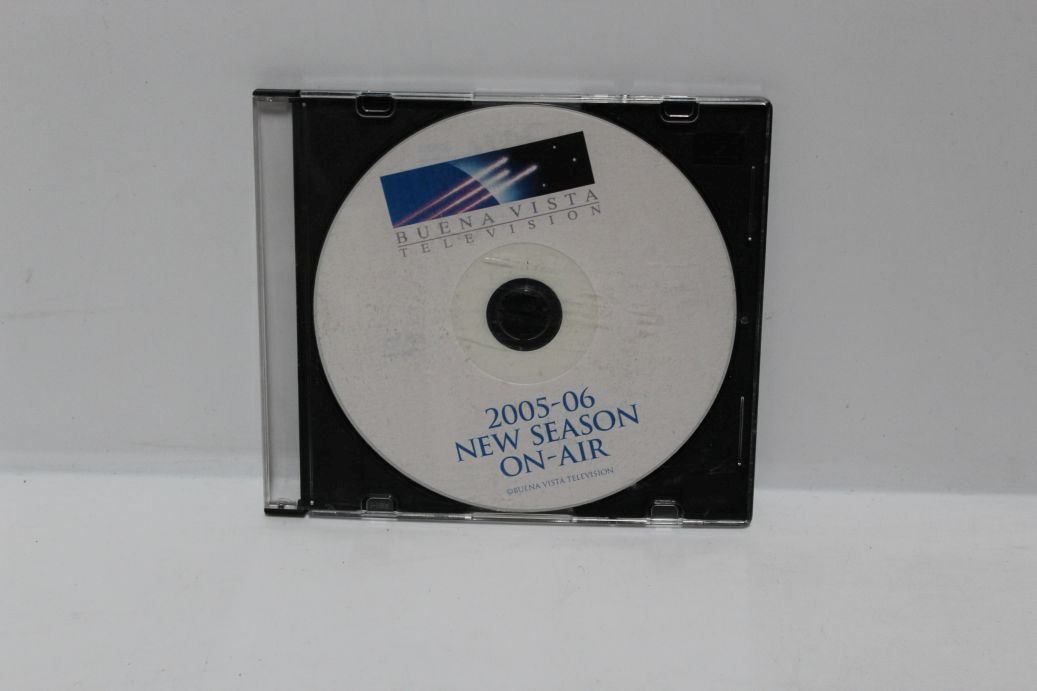 BUENA VISTA
TELEVISION
2005-06
NEW SEASON
ON-AIR
©BUENA VISTA TELEVISION